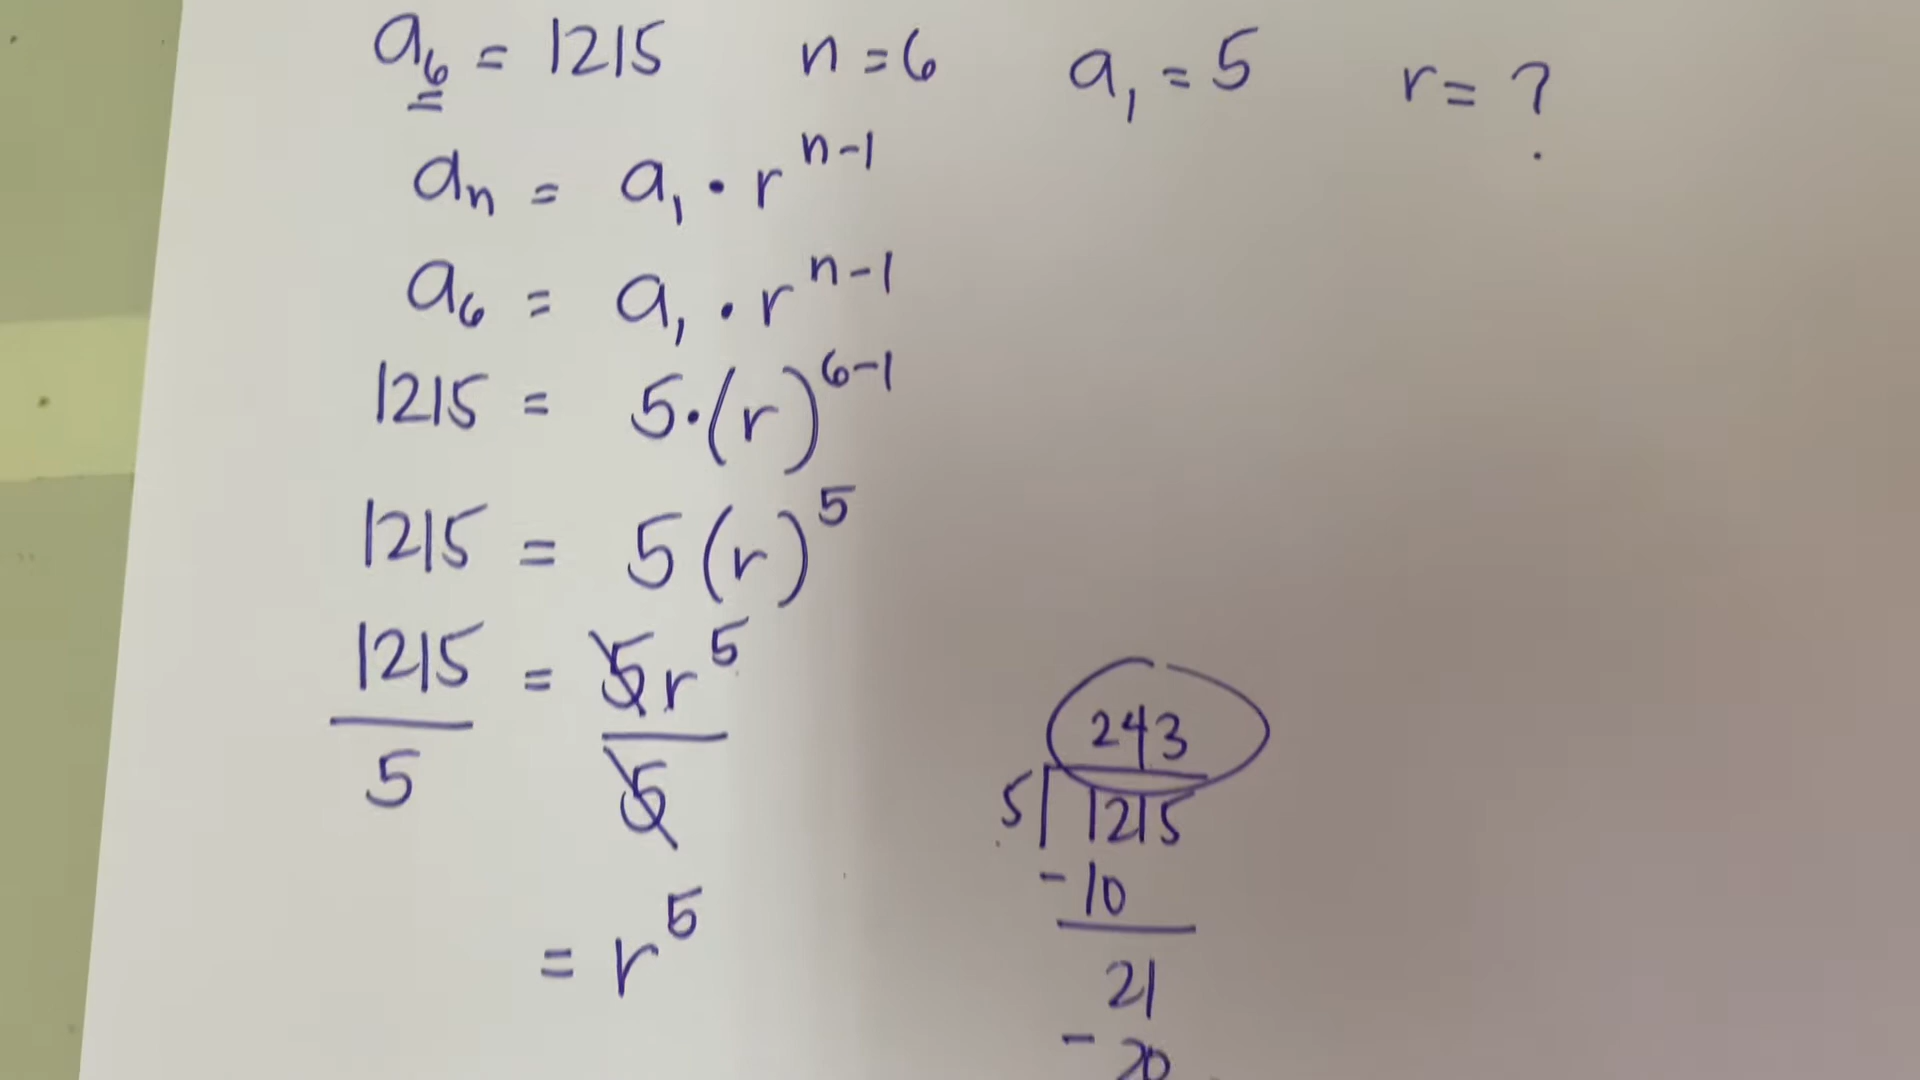 a₆ = 1215 n = 6 a₁ = 5 r = ?
aₙ = a₁ · r^(n-1)
a₆ = a₁ · r^(n-1)
1215 = 5·(r)^(6-1)
1215 = 5(r)^5
1215 = 5r^5
5 5
= r^5
243
5 1215
-10
21
-20